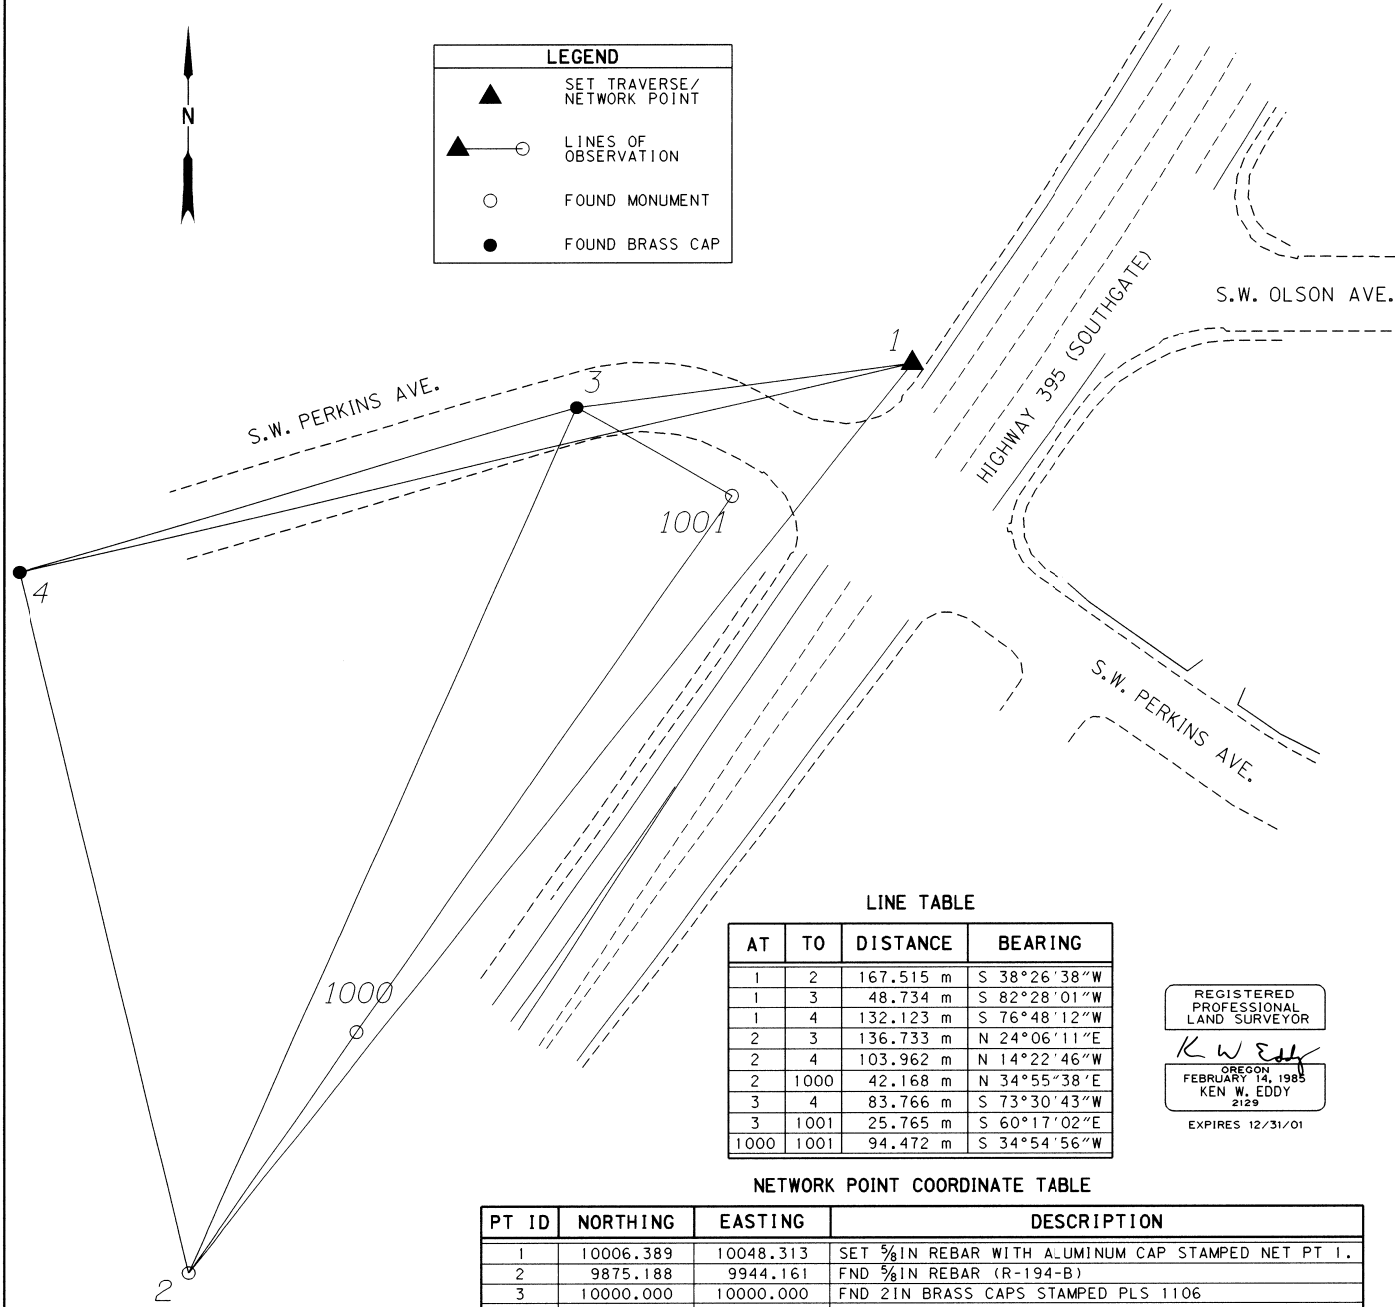 N
LEGEND
SET TRAVERSE/
NETWORK POINT
LINES OF
OBSERVATION
FOUND MONUMENT
FOUND BRASS CAP
S.W. OLSON AVE.
HIGHWAY 395 (SOUTHGATE)
1
3
S.W. PERKINS AVE.
1001
4
S.W. PERKINS AVE.
1000
2
LINE TABLE
AT TO DISTANCE BEARING
1 2 167.515 m S 38°26'38"W
1 3 48.734 m S 82°28'01"W
1 4 132.123 m S 76°48'12"W
2 3 136.733 m N 24°06'11"E
2 4 103.962 m N 14°22'46"W
2 1000 42.168 m N 34°55"38'E
3 4 83.766 m S 73°30'43"W
3 1001 25.765 m S 60°17'02"E
1000 1001 94.472 m S 34°54'56"W
REGISTERED
PROFESSIONAL
LAND SURVEYOR
K W Eddy
OREGON
FEBRUARY 14, 1985
KEN W. EDDY
2129
EXPIRES 12/31/01
NETWORK POINT COORDINATE TABLE
PT ID NORTHING EASTING DESCRIPTION
1 10006.389 10048.313 SET 5/8IN REBAR WITH ALUMINUM CAP STAMPED NET PT 1.
2 9875.188 9944.161 FND 5/8IN REBAR (R-194-B)
3 10000.000 10000.000 FND 2IN BRASS CAPS STAMPED PLS 1106